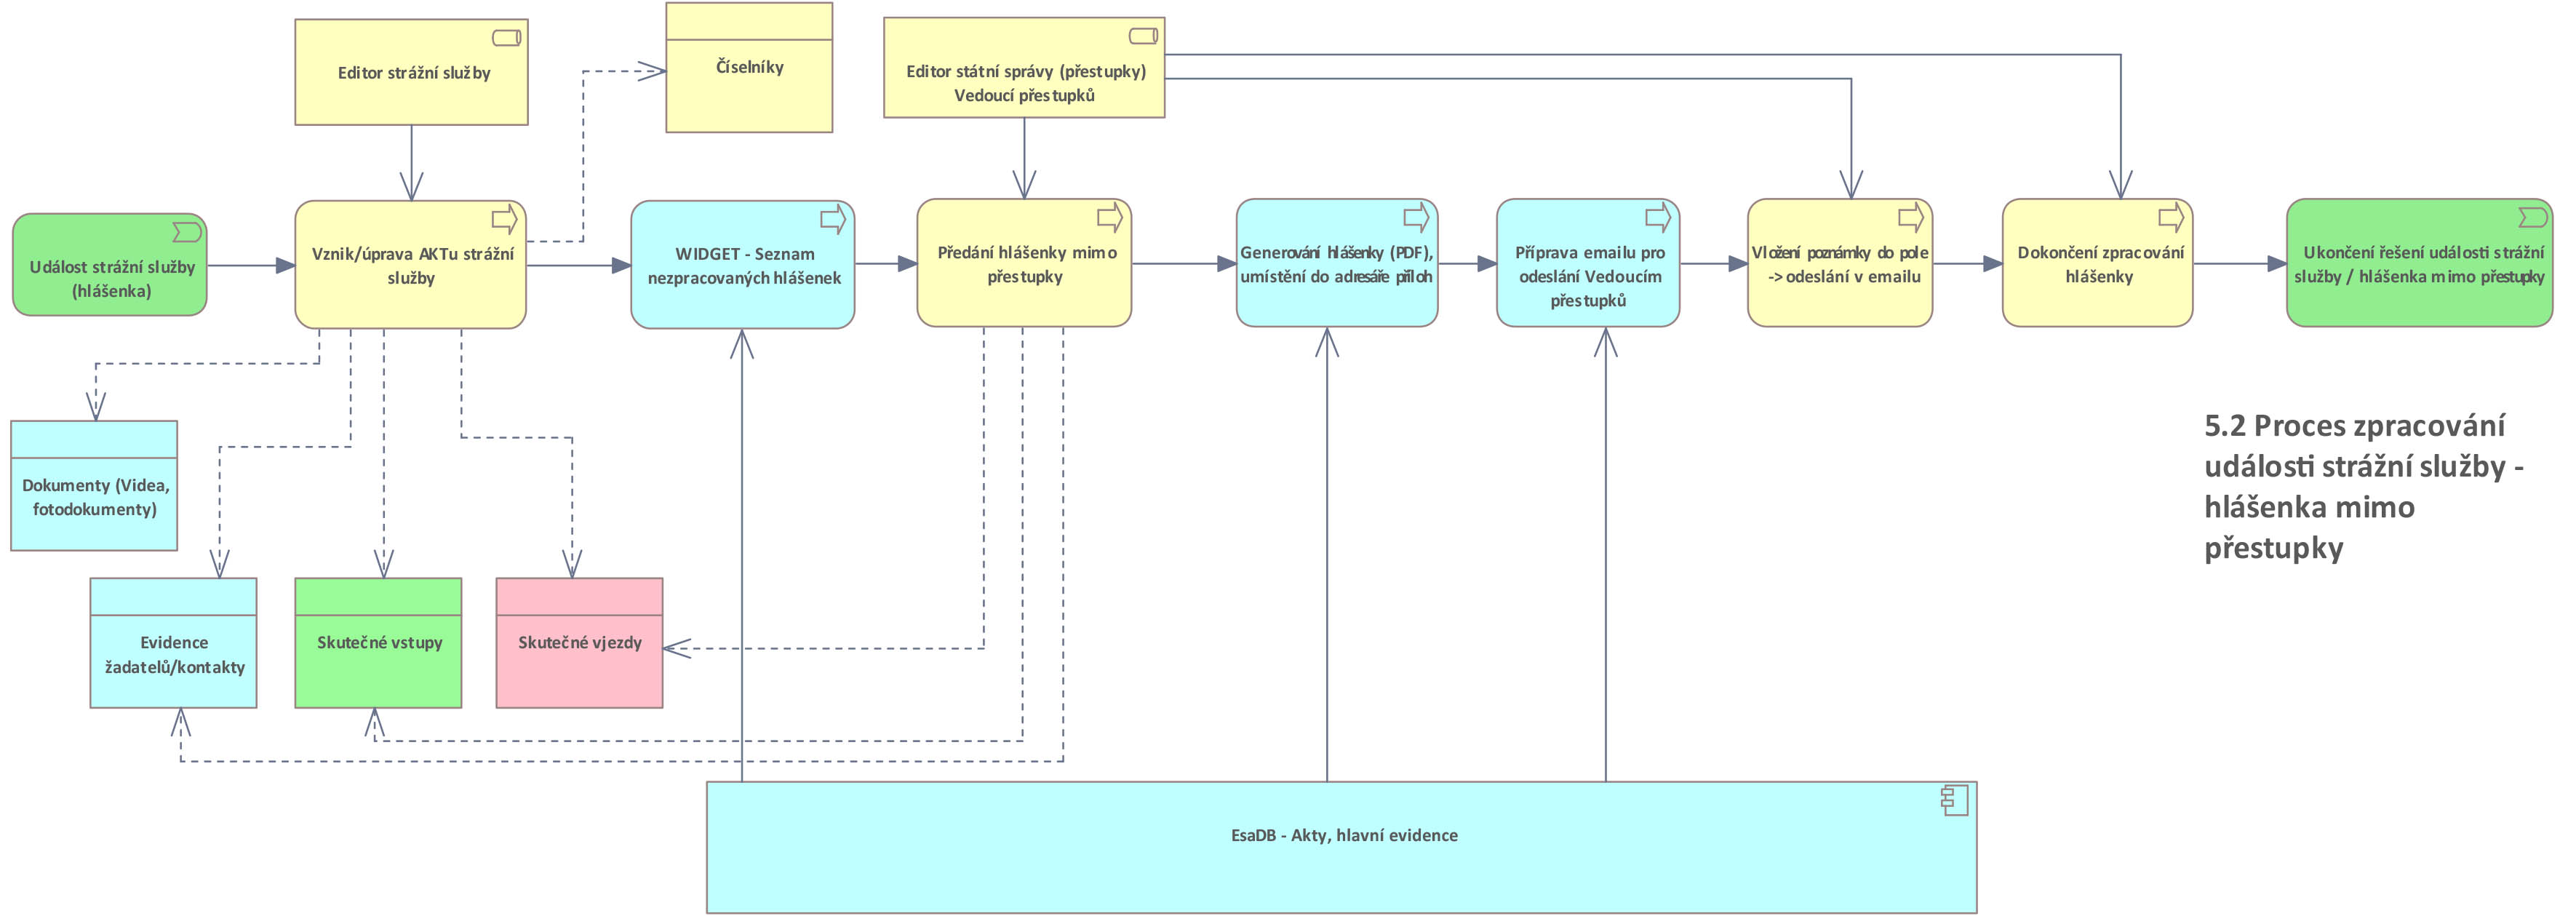 Editor strážní služby
Číselníky
Editor státní správy (přestupky)
Vedoucí přestupků
Událost strážní služby
(hlášenka)
Vznik/úprava AKTu strážní
služby
WIDGET - Seznam
nezpracovaných hlášenek
Předání hlášenky mimo
přestupky
Generování hlášenky (PDF),
umístění do adresáře příloh
Příprava emailu pro
odeslání Vedoucím
přestupků
Vložení poznámky do pole
-> odeslání v emailu
Dokončení zpracování
hlášenky
Ukončení řešení události strážní
služby / hlášenka mimo přestupky
5.2 Proces zpracování
události strážní služby -
hlášenka mimo
přestupky
Dokumenty (Videa,
fotodokumenty)
Evidence
žadatelů/kontakty
Skutečné vstupy
Skutečné vjezdy
EsaDB - Akty, hlavní evidence